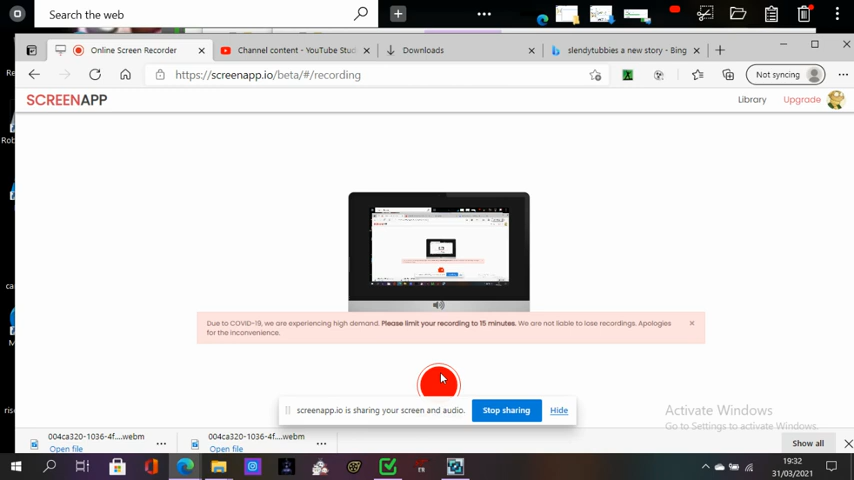 Search the web
Online Screen Recorder
Channel content - YouTube Stud
Downloads
slendytubbies a new story - Bing
https://screenapp.io/beta/#/recording
Not syncing
SCREENAPP
Library
Upgrade
Due to COVID-19, we are experiencing high demand. Please limit your recording to 15 minutes. We are not liable to lose recordings. Apologies
for the inconvenience.
screenapp.io is sharing your screen and audio.
Stop sharing
Hide
Activate Windows
Go to Settings to activate Windows.
004ca320-1036-4f....webm
Open file
004ca320-1036-4f....webm
Open file
Show all
19:32
31/03/2021